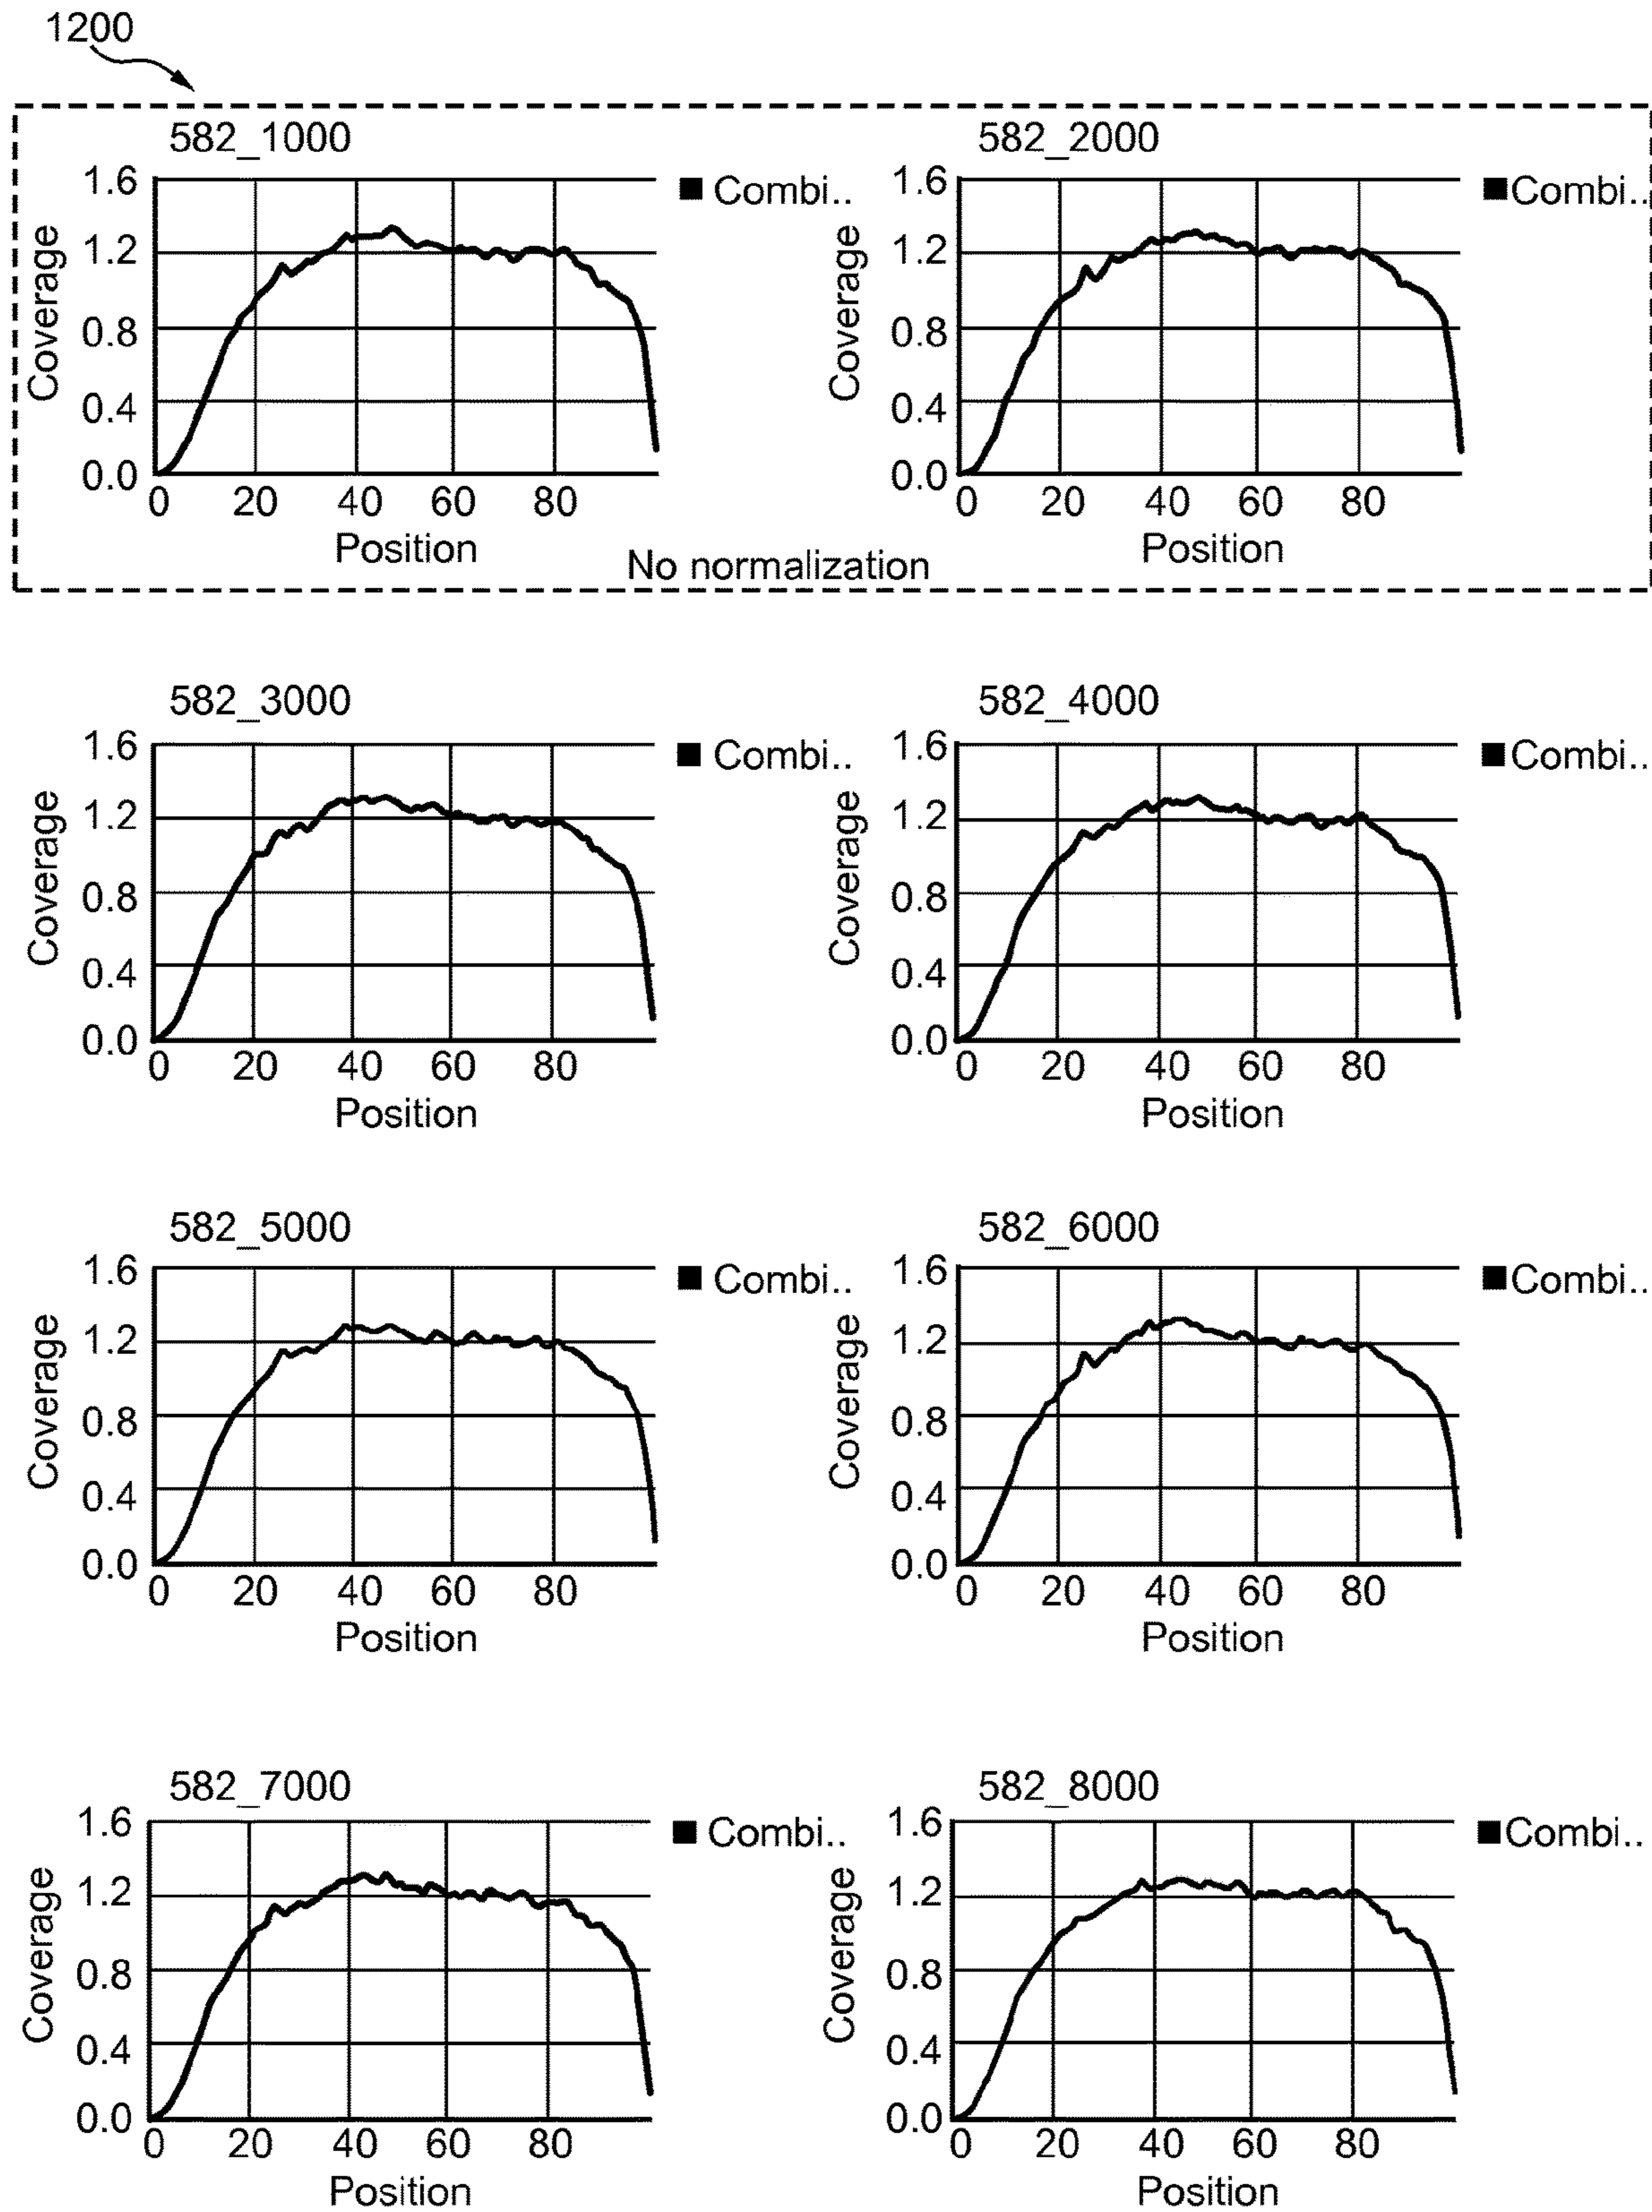 1200
582_1000
582_2000
1.6
1.2
0.8
0.4
0.0
Coverage
0 20 40 60 80
Position
■ Combi..
1.6
1.2
0.8
0.4
0.0
Coverage
0 20 40 60 80
Position
■ Combi..
No normalization
582_3000
582_4000
1.6
1.2
0.8
0.4
0.0
Coverage
0 20 40 60 80
Position
■ Combi..
1.6
1.2
0.8
0.4
0.0
Coverage
0 20 40 60 80
Position
■ Combi..
582_5000
582_6000
1.6
1.2
0.8
0.4
0.0
Coverage
0 20 40 60 80
Position
■ Combi..
1.6
1.2
0.8
0.4
0.0
Coverage
0 20 40 60 80
Position
■ Combi..
582_7000
582_8000
1.6
1.2
0.8
0.4
0.0
Coverage
0 20 40 60 80
Position
■ Combi..
1.6
1.2
0.8
0.4
0.0
Coverage
0 20 40 60 80
Position
■ Combi..